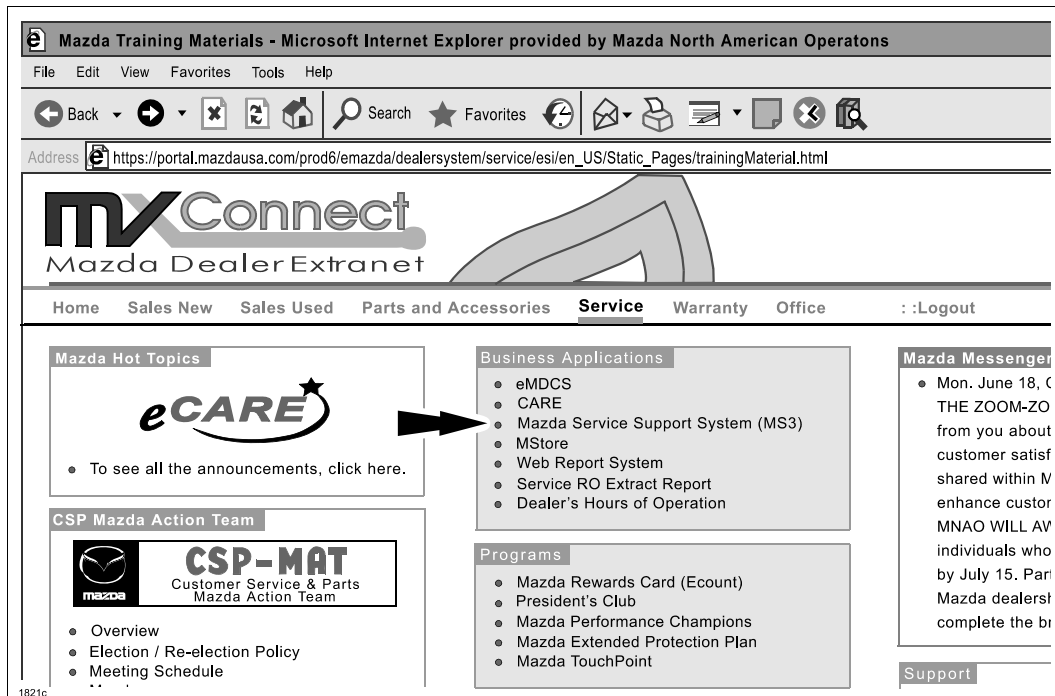 Mazda Training Materials - Microsoft Internet Explorer provided by Mazda North American Operatons
File Edit View Favorites Tools Help
Back Search Favorites
Address https://portal.mazdausa.com/prod6/emazda/dealersystem/service/esi/en_US/Static_Pages/trainingMaterial.html
mxConnect
Mazda Dealer Extranet
Home Sales New Sales Used Parts and Accessories Service Warranty Office : :Logout
Mazda Hot Topics
eCARE
To see all the announcements, click here.
CSP Mazda Action Team
mazda
CSP-MAT
Customer Service & Parts
Mazda Action Team
Overview
Election / Re-election Policy
Meeting Schedule
Business Applications
eMDCS
CARE
Mazda Service Support System (MS3)
MStore
Web Report System
Service RO Extract Report
Dealer's Hours of Operation
Programs
Mazda Rewards Card (Ecount)
President's Club
Mazda Performance Champions
Mazda Extended Protection Plan
Mazda TouchPoint
Mazda Messenger
Mon. June 18,
THE ZOOM-ZO
from you about
customer satisf
shared within M
enhance custor
MNAO WILL AW
individuals who
by July 15. Part
Mazda dealersh
complete the br
Support
1821c